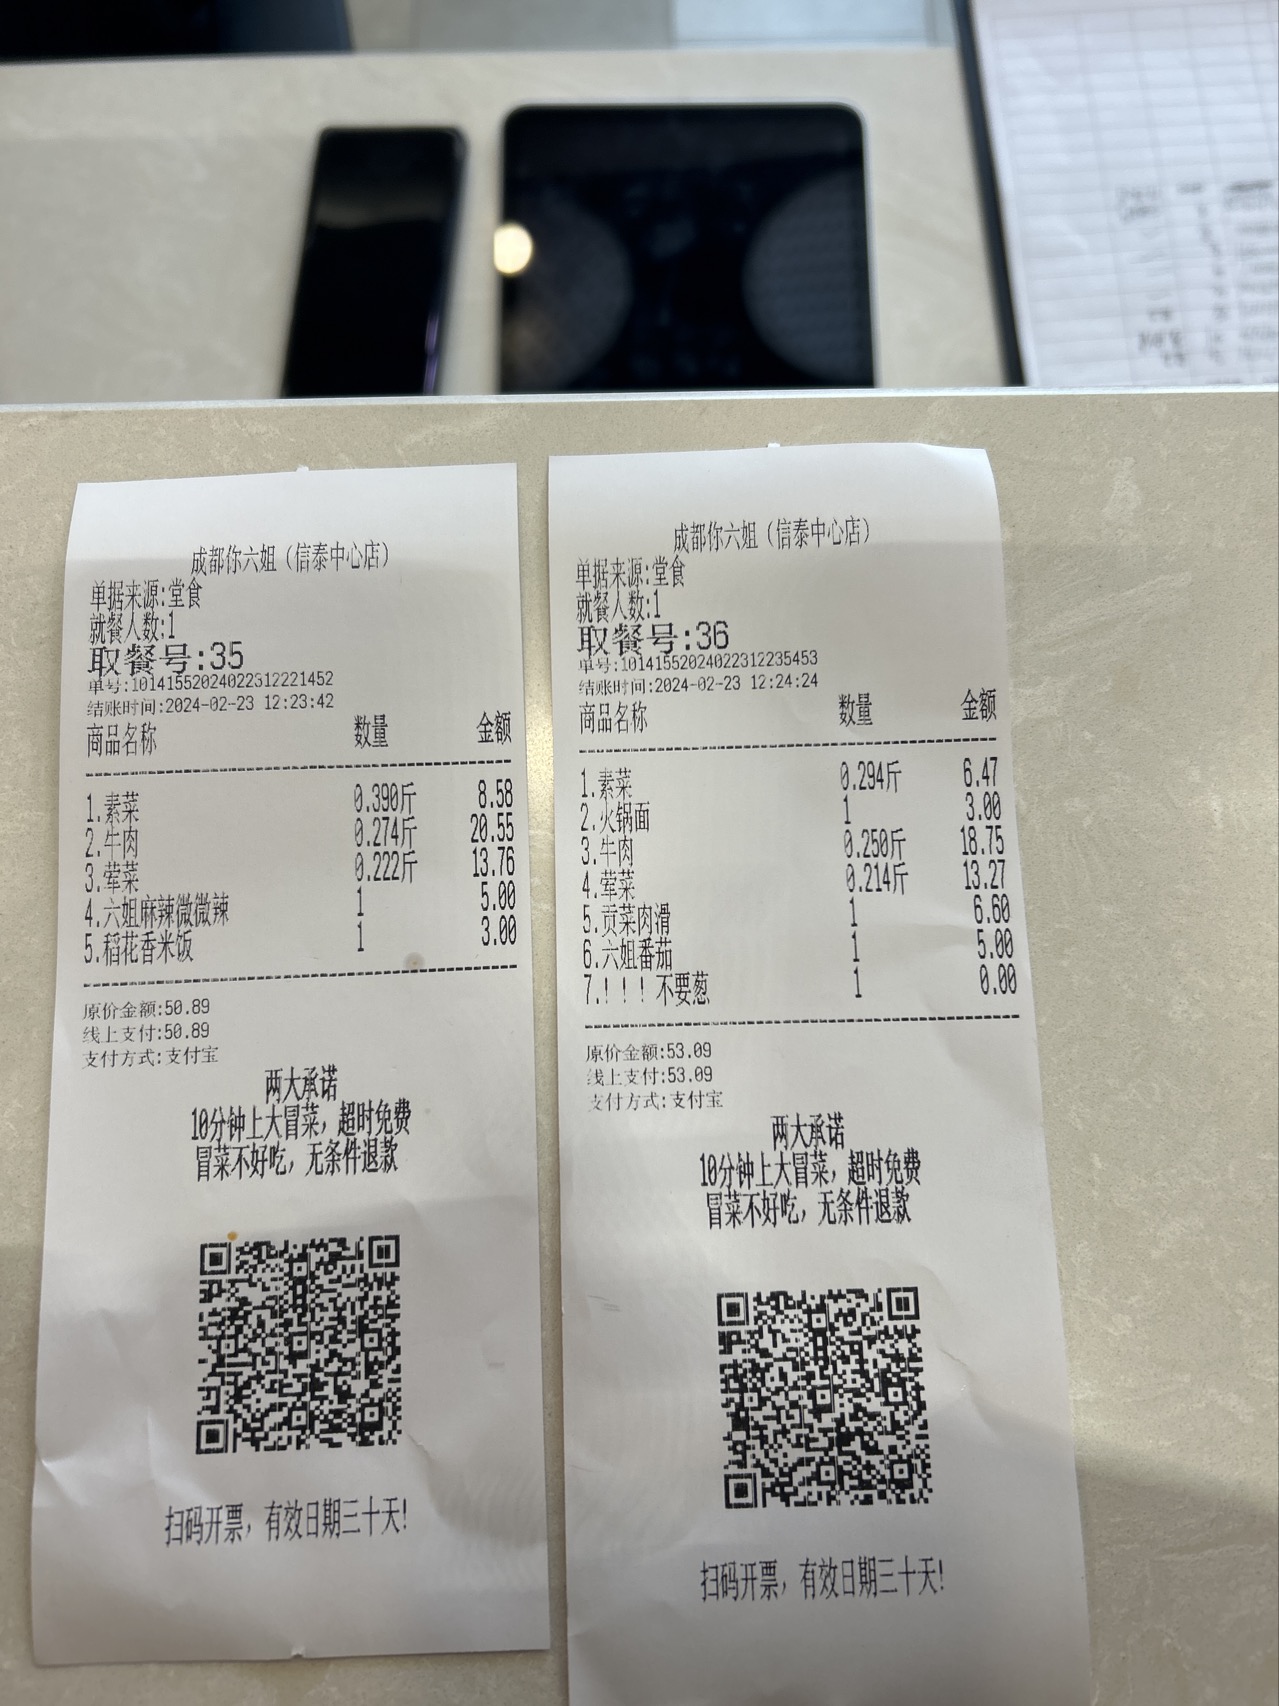 成都你六姐（信泰中心店）
单据来源:堂食
就餐人数:1
取餐号:35
单号:10141552024022312221452
结账时间:2024-02-23 12:23:42
商品名称 数量 金额
1.素菜 0.390斤 8.58
2.牛肉 0.274斤 20.55
3.荤菜 0.222斤 13.76
4.六姐麻辣微微辣 1 5.00
5.稻花香米饭 1 3.00
原价金额:50.89
线上支付:50.89
支付方式:支付宝
两大承诺
10分钟上大冒菜，超时免费
冒菜不好吃，无条件退款
扫码开票，有效日期三十天!
成都你六姐（信泰中心店）
单据来源:堂食
就餐人数:1
取餐号:36
单号:10141552024022312235453
结账时间:2024-02-23 12:24:24
商品名称 数量 金额
1.素菜 0.294斤 6.47
2.火锅面 1 3.00
3.牛肉 0.250斤 18.75
4.荤菜 0.214斤 13.27
5.贡菜肉滑 1 6.60
6.六姐番茄 1 5.00
7.！！！不要葱 1 0.00
原价金额:53.09
线上支付:53.09
支付方式:支付宝
两大承诺
10分钟上大冒菜，超时免费
冒菜不好吃，无条件退款
扫码开票，有效日期三十天!